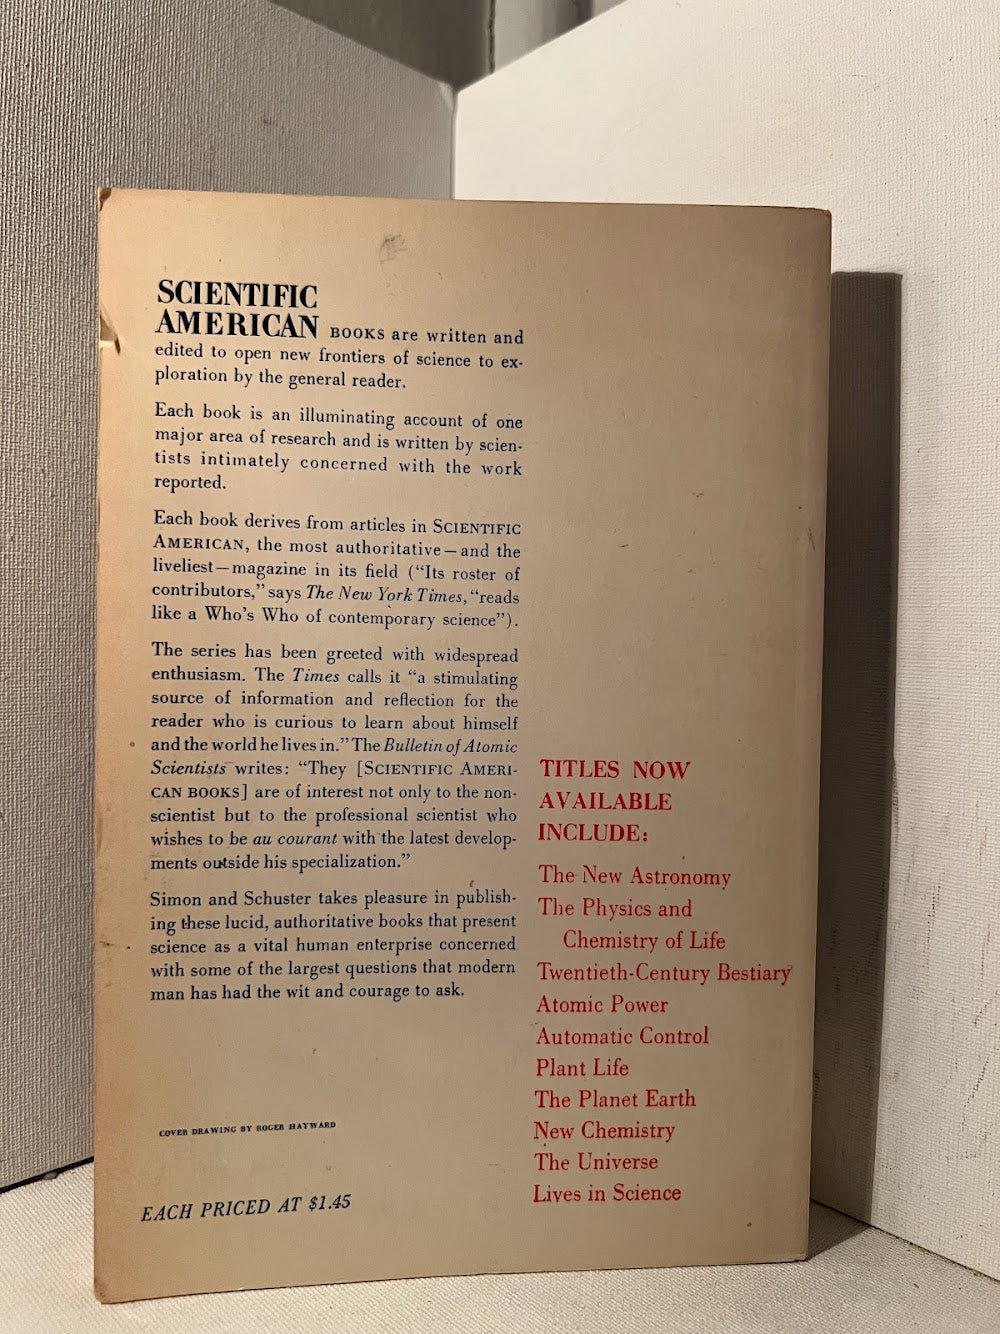 SCIENTIFIC
AMERICAN BOOKS are written and
edited to open new frontiers of science to ex-
ploration by the general reader.
Each book is an illuminating account of one
major area of research and is written by scien-
tists intimately concerned with the work
reported.
Each book derives from articles in SCIENTIFIC
AMERICAN, the most authoritative—and the
liveliest—magazine in its field (“Its roster of
contributors,” says The New York Times, “reads
like a Who’s Who of contemporary science”).
The series has been greeted with widespread
enthusiasm. The Times calls it “a stimulating
source of information and reflection for the
reader who is curious to learn about himself
and the world he lives in.” The Bulletin of Atomic
Scientists writes: “They [SCIENTIFIC AMERI-
CAN BOOKS] are of interest not only to the non-
scientist but to the professional scientist who
wishes to be au courant with the latest develop-
ments outside his specialization.”
Simon and Schuster takes pleasure in publish-
ing these lucid, authoritative books that present
science as a vital human enterprise concerned
with some of the largest questions that modern
man has had the wit and courage to ask.
COVER DRAWING BY ROGER HAYWARD
EACH PRICED AT $1.45
TITLES NOW
AVAILABLE
INCLUDE:
The New Astronomy
The Physics and
Chemistry of Life
Twentieth-Century Bestiary
Atomic Power
Automatic Control
Plant Life
The Planet Earth
New Chemistry
The Universe
Lives in Science